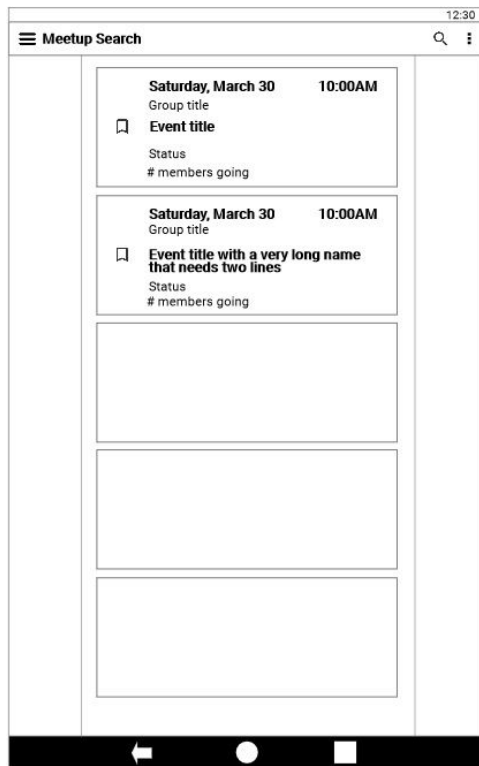 12:30
Meetup Search
Saturday, March 30 10:00AM
Group title
Event title
Status
# members going
Saturday, March 30 10:00AM
Group title
Event title with a very long name
that needs two lines
Status
# members going